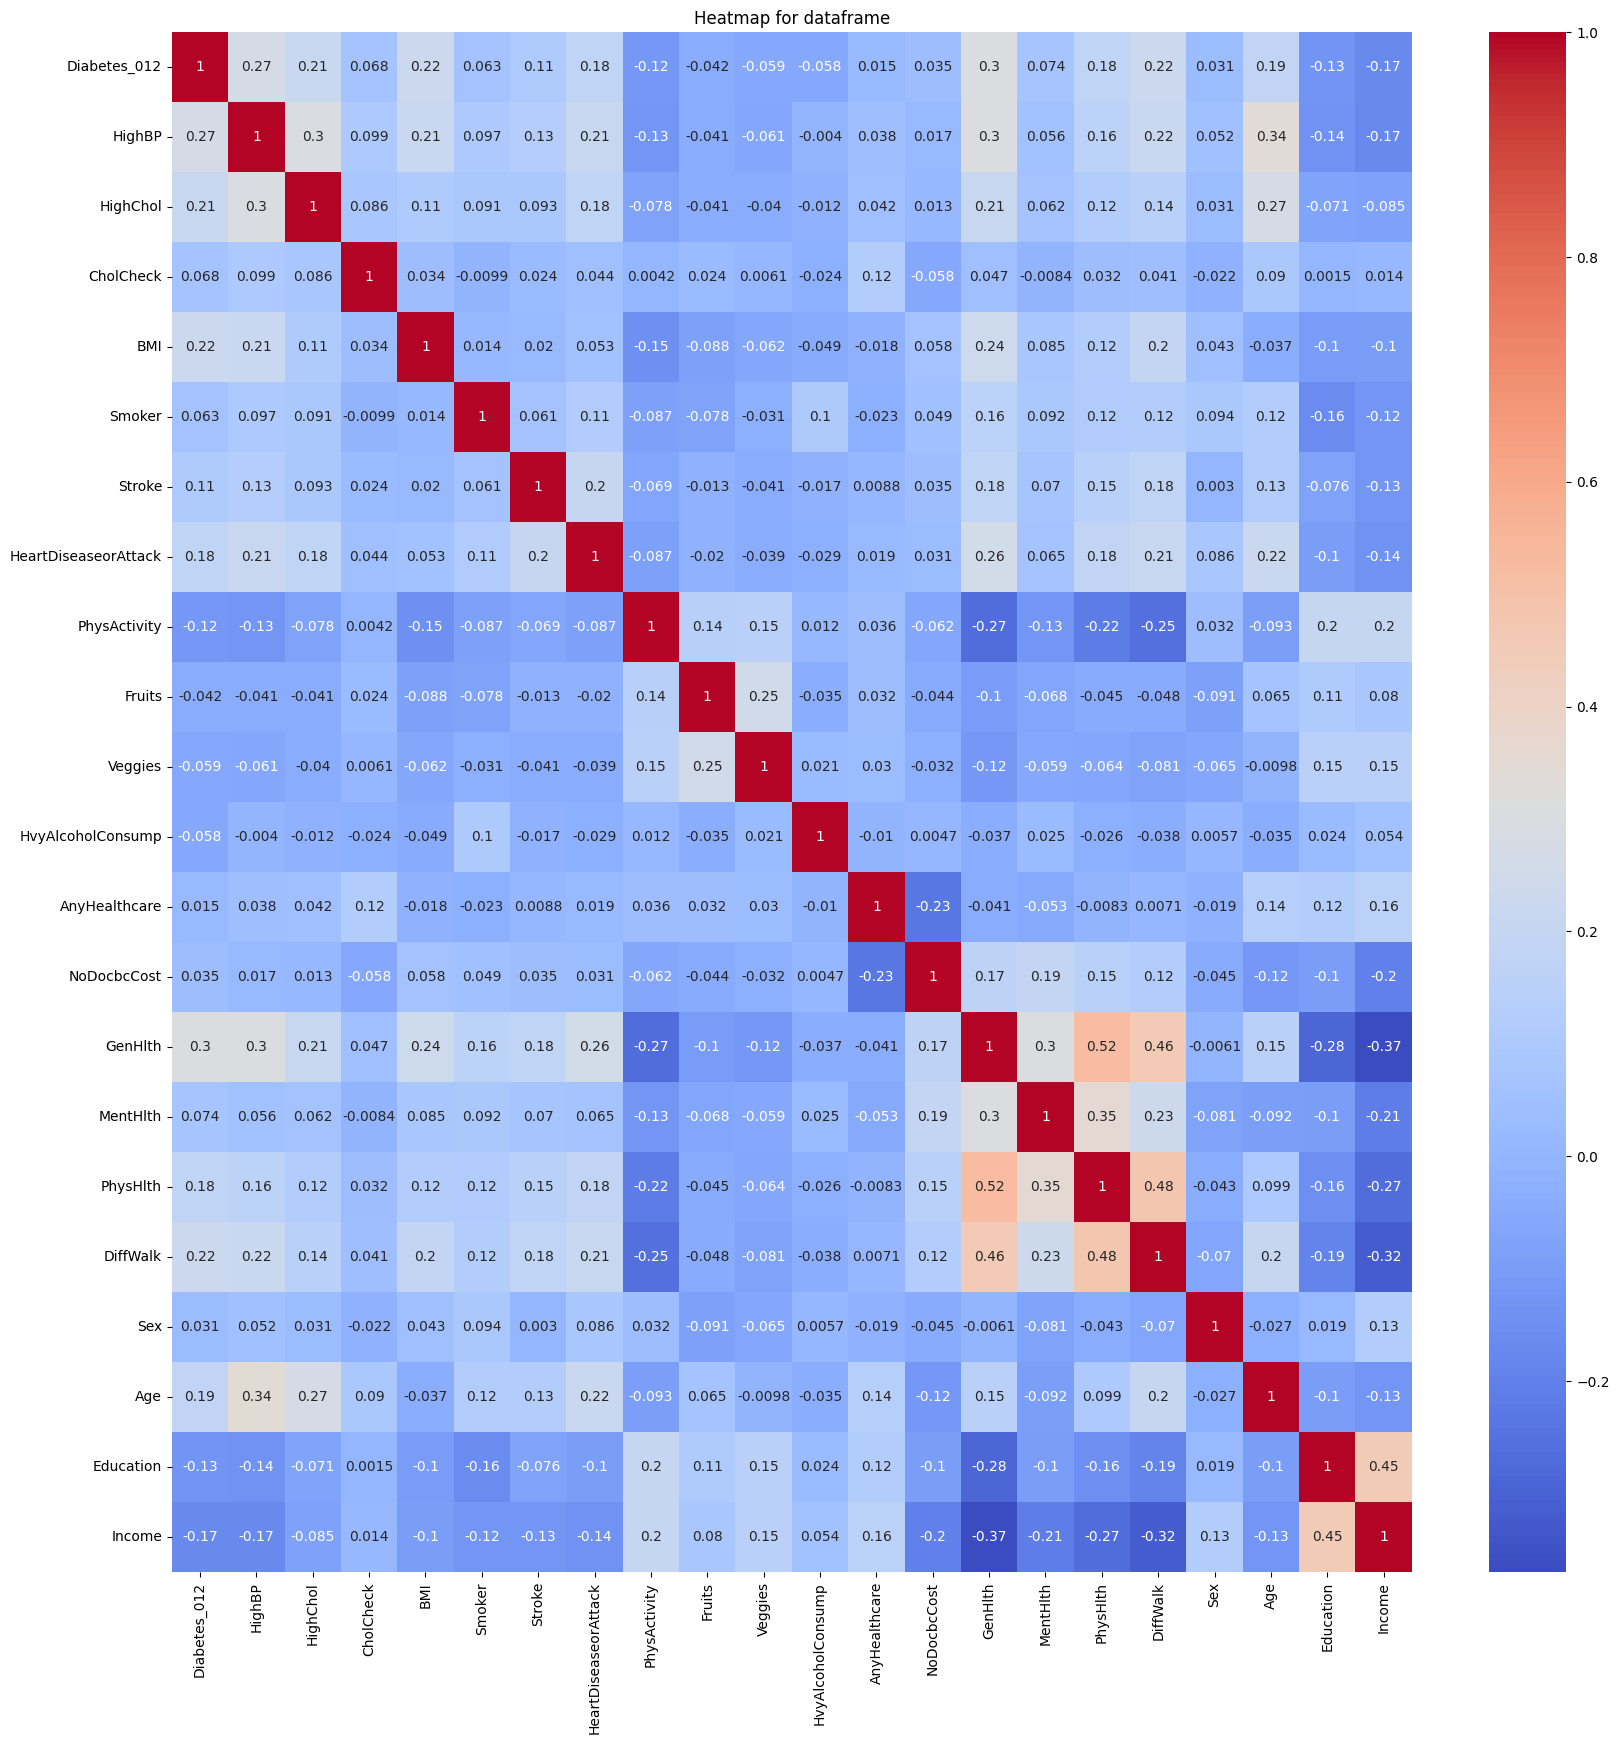 Heatmap for dataframe
Diabetes_012 1 0.27 0.21 0.068 0.22 0.063 0.11 0.18 -0.12 -0.042 -0.059 -0.058 0.015 0.035 0.3 0.074 0.18 0.22 0.031 0.19 -0.13 -0.17
HighBP 0.27 1 0.3 0.099 0.21 0.097 0.13 0.21 -0.13 -0.041 -0.061 -0.004 0.038 0.017 0.3 0.056 0.16 0.22 0.052 0.34 -0.14 -0.17
HighChol 0.21 0.3 1 0.086 0.11 0.091 0.093 0.18 -0.078 -0.041 -0.04 -0.012 0.042 0.013 0.21 0.062 0.12 0.14 0.031 0.27 -0.071 -0.085
CholCheck 0.068 0.099 0.086 1 0.034 -0.0099 0.024 0.044 0.0042 0.024 0.0061 -0.024 0.12 -0.058 0.047 -0.0084 0.032 0.041 -0.022 0.09 0.0015 0.014
BMI 0.22 0.21 0.11 0.034 1 0.014 0.02 0.053 -0.15 -0.088 -0.062 -0.049 -0.018 0.058 0.24 0.085 0.12 0.2 0.043 -0.037 -0.1 -0.1
Smoker 0.063 0.097 0.091 -0.0099 0.014 1 0.061 0.11 -0.087 -0.078 -0.031 0.1 -0.023 0.049 0.16 0.092 0.12 0.12 0.094 0.12 -0.16 -0.12
Stroke 0.11 0.13 0.093 0.024 0.02 0.061 1 0.2 -0.069 -0.013 -0.041 -0.017 0.0088 0.035 0.18 0.07 0.15 0.18 0.003 0.13 -0.076 -0.13
HeartDiseaseorAttack 0.18 0.21 0.18 0.044 0.053 0.11 0.2 1 -0.087 -0.02 -0.039 -0.029 0.019 0.031 0.26 0.065 0.18 0.21 0.086 0.22 -0.1 -0.14
PhysActivity -0.12 -0.13 -0.078 0.0042 -0.15 -0.087 -0.069 -0.087 1 0.14 0.15 0.012 0.036 -0.062 -0.27 -0.13 -0.22 -0.25 0.032 -0.093 0.2 0.2
Fruits -0.042 -0.041 -0.041 0.024 -0.088 -0.078 -0.013 -0.02 0.14 1 0.25 -0.035 0.032 -0.044 -0.1 -0.068 -0.045 -0.048 -0.091 0.065 0.11 0.08
Veggies -0.059 -0.061 -0.04 0.0061 -0.062 -0.031 -0.041 -0.039 0.15 0.25 1 0.021 0.03 -0.032 -0.12 -0.059 -0.064 -0.081 -0.065 -0.0098 0.15 0.15
HvyAlcoholConsump -0.058 -0.004 -0.012 -0.024 -0.049 0.1 -0.017 -0.029 0.012 -0.035 0.021 1 -0.01 0.0047 -0.037 0.025 -0.026 -0.038 0.0057 -0.035 0.024 0.054
AnyHealthcare 0.015 0.038 0.042 0.12 -0.018 -0.023 0.0088 0.019 0.036 0.032 0.03 -0.01 1 -0.23 -0.041 -0.053 -0.0083 0.0071 -0.019 0.14 0.12 0.16
NoDocbcCost 0.035 0.017 0.013 -0.058 0.058 0.049 0.035 0.031 -0.062 -0.044 -0.032 0.0047 -0.23 1 0.17 0.19 0.15 0.12 -0.045 -0.12 -0.1 -0.2
GenHlth 0.3 0.3 0.21 0.047 0.24 0.16 0.18 0.26 -0.27 -0.1 -0.12 -0.037 -0.041 0.17 1 0.3 0.52 0.46 -0.0061 0.15 -0.28 -0.37
MentHlth 0.074 0.056 0.062 -0.0084 0.085 0.092 0.07 0.065 -0.13 -0.068 -0.059 0.025 -0.053 0.19 0.3 1 0.35 0.23 -0.081 -0.092 -0.1 -0.21
PhysHlth 0.18 0.16 0.12 0.032 0.12 0.12 0.15 0.18 -0.22 -0.045 -0.064 -0.026 -0.0083 0.15 0.52 0.35 1 0.48 -0.043 0.099 -0.16 -0.27
DiffWalk 0.22 0.22 0.14 0.041 0.2 0.12 0.18 0.21 -0.25 -0.048 -0.081 -0.038 0.0071 0.12 0.46 0.23 0.48 1 -0.07 0.2 -0.19 -0.32
Sex 0.031 0.052 0.031 -0.022 0.043 0.094 0.003 0.086 0.032 -0.091 -0.065 0.0057 -0.019 -0.045 -0.0061 -0.081 -0.043 -0.07 1 -0.027 0.019 0.13
Age 0.19 0.34 0.27 0.09 -0.037 0.12 0.13 0.22 -0.093 0.065 -0.0098 -0.035 0.14 -0.12 0.15 -0.092 0.099 0.2 -0.027 1 -0.1 -0.13
Education -0.13 -0.14 -0.071 0.0015 -0.1 -0.16 -0.076 -0.1 0.2 0.11 0.15 0.024 0.12 -0.1 -0.28 -0.1 -0.16 -0.19 0.019 -0.1 1 0.45
Income -0.17 -0.17 -0.085 0.014 -0.1 -0.12 -0.13 -0.14 0.2 0.08 0.15 0.054 0.16 -0.2 -0.37 -0.21 -0.27 -0.32 0.13 -0.13 0.45 1
Diabetes_012
HighBP
HighChol
CholCheck
BMI
Smoker
Stroke
HeartDiseaseorAttack
PhysActivity
Fruits
Veggies
HvyAlcoholConsump
AnyHealthcare
NoDocbcCost
GenHlth
MentHlth
PhysHlth
DiffWalk
Sex
Age
Education
Income
1.0
0.8
0.6
0.4
0.2
0.0
−0.2